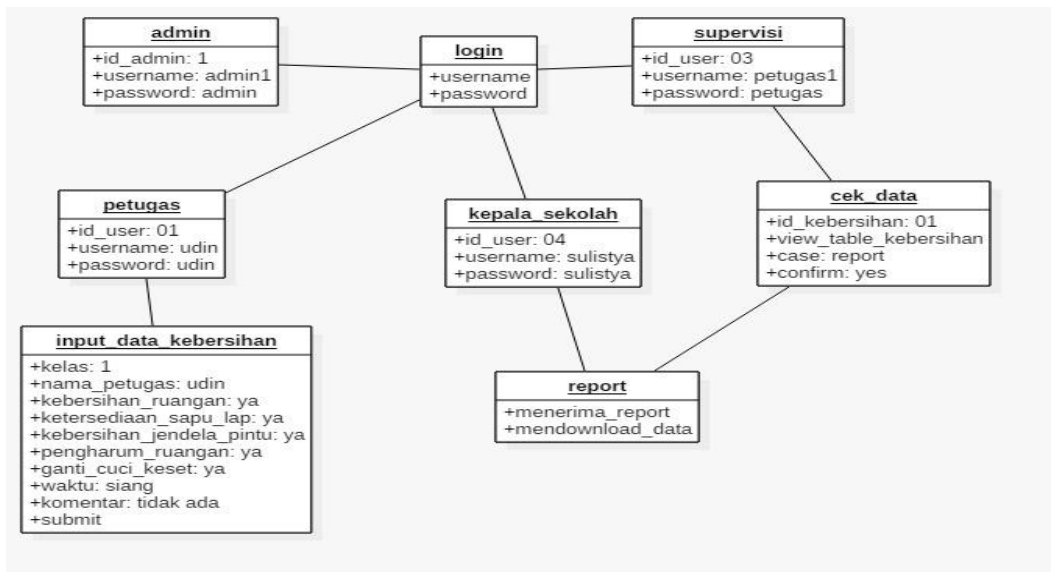 admin
+id_admin: 1
+username: admin1
+password: admin
login
+username
+password
supervisi
+id_user: 03
+username: petugas1
+password: petugas
petugas
+id_user: 01
+username: udin
+password: udin
kepala_sekolah
+id_user: 04
+username: sulistya
+password: sulistya
cek_data
+id_kebersihan: 01
+view_table_kebersihan
+case: report
+confirm: yes
input_data_kebersihan
+kelas: 1
+nama_petugas: udin
+kebersihan_ruangan: ya
+ketersediaan_sapu_lap: ya
+kebersihan_jendela_pintu: ya
+pengharum_ruangan: ya
+ganti_cuci_keset: ya
+waktu: siang
+komentar: tidak ada
+submit
report
+menerima_report
+mendownload_data